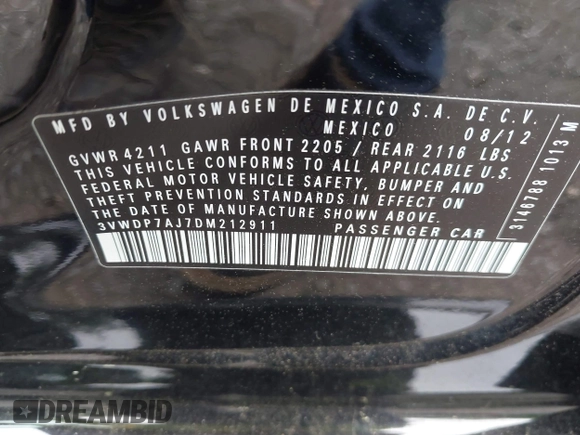 MFD BY VOLKSWAGEN DE MEXICO S.A. DE C.V.
MEXICO 08/12
GVWR 4211 GAWR FRONT 2205 / REAR 2116 LBS
THIS VEHICLE CONFORMS TO ALL APPLICABLE U.S.
FEDERAL MOTOR VEHICLE SAFETY, BUMPER AND
THEFT PREVENTION STANDARDS IN EFFECT ON
THE DATE OF MANUFACTURE SHOWN ABOVE.
3VWDP7AJ7DM212911 PASSENGER CAR
3146788 1013 M
DREAMBID